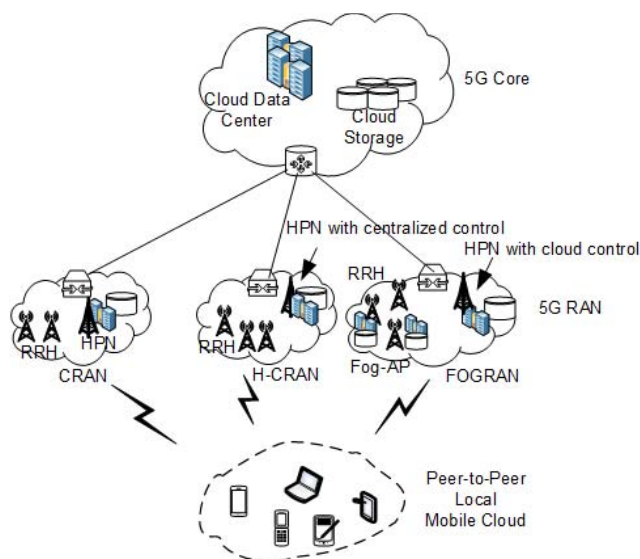 5G Core
Cloud Data
Center
Cloud
Storage
HPN with centralized control
HPN with cloud control
RRH
5G RAN
RRH
HPN
RRH
Fog-AP
CRAN
H-CRAN
FOGRAN
Peer-to-Peer
Local
Mobile Cloud